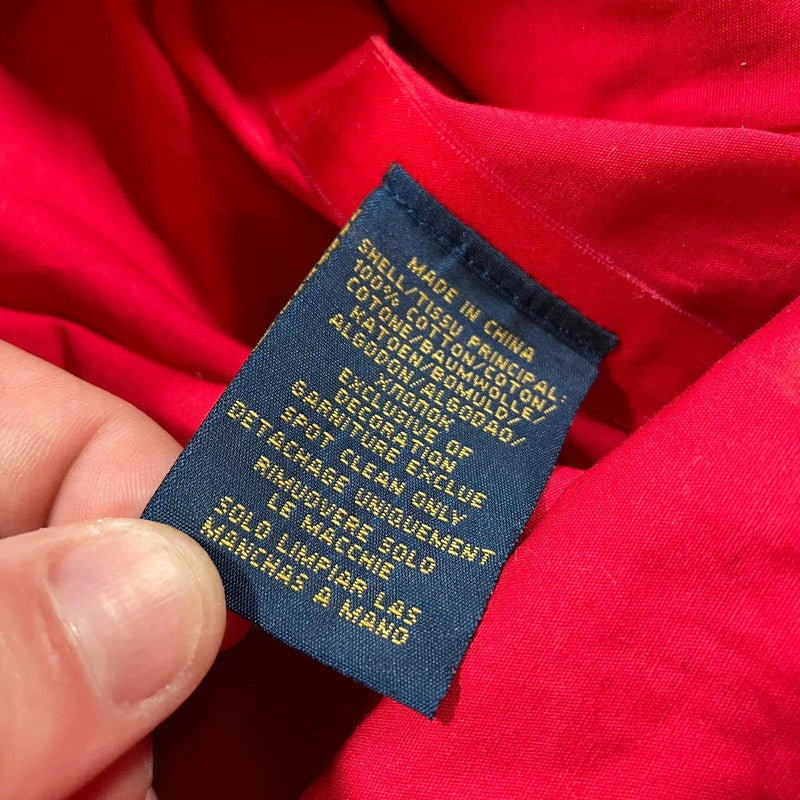 MADE IN CHINA
SHELL/TISSU PRINCIPAL:
100% COTTON/COTON/
COTONE/BAUMWOLLE/
KATOEN/BOMULD/
ALGODON/ALGODAO/
ХЛОПОК
EXCLUSIVE OF
DECORATION
GARNITURE EXCLUE
SPOT CLEAN ONLY
DETACHAGE UNIQUEMENT
RIMUOVERE SOLO
LE MACCHIE
SOLO LIMPIAR LAS
MANCHAS A MANO